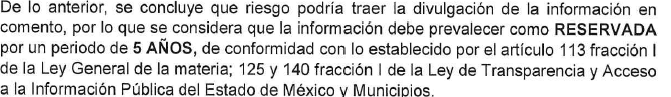 De lo anterior, se concluye que riesgo podría traer la divulgación de la información en
comento, por lo que se considera que la información debe prevalecer como RESERVADA
por un periodo de 5 AÑOS, de conformidad con lo establecido por el artículo 113 fracción I
de la Ley General de la materia; 125 y 140 fracción I de la Ley de Transparencia y Acceso
a la Información Pública del Estado de México y Municipios.